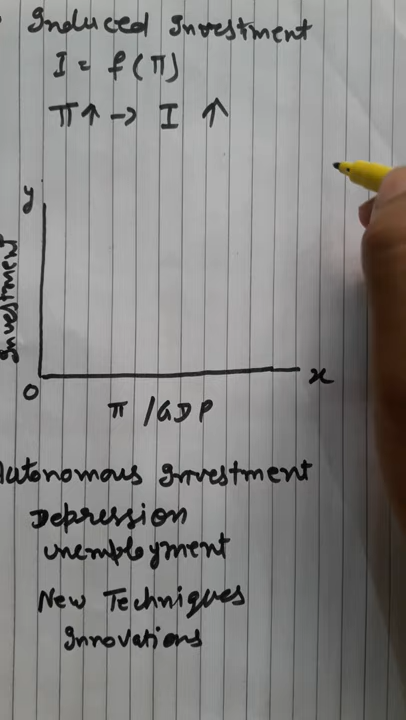 Induced Investment
I = f(π)
π↑ → I ↑
y
Investment
0
x
π /GDP
Autonomous Investment
Depression
unemployment
New Techniques
Innovations